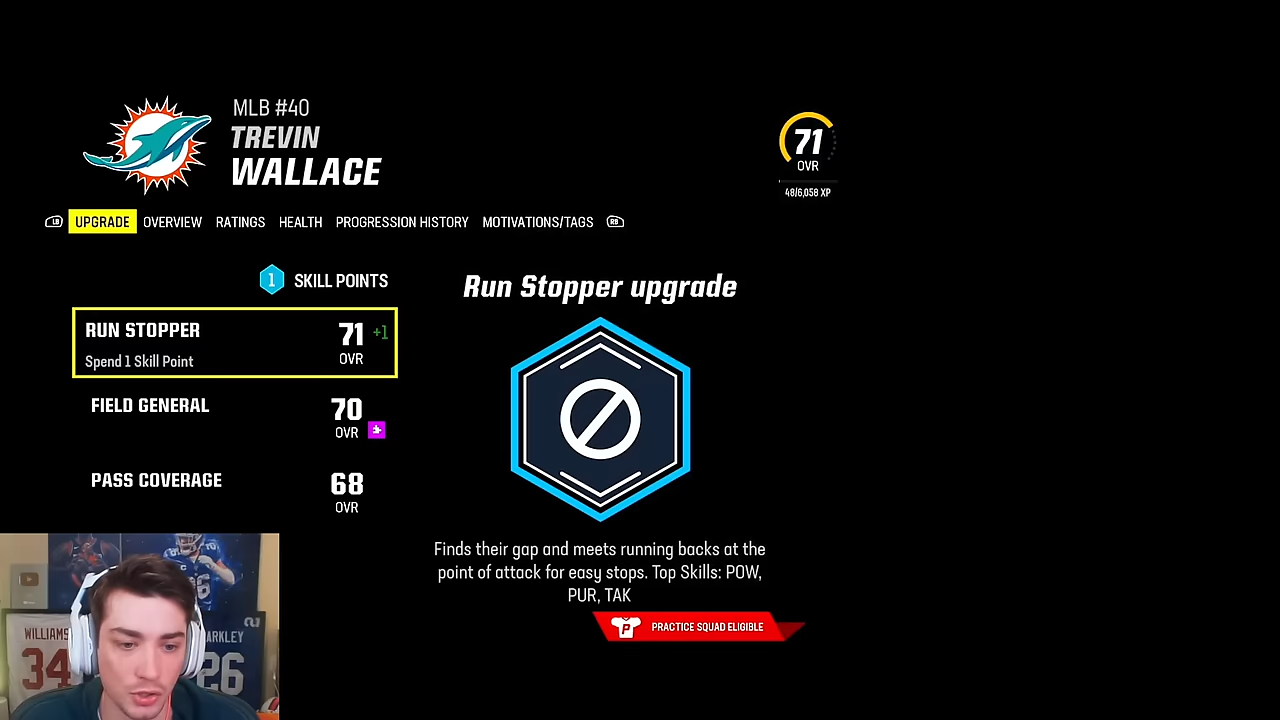 MLB #40
TREVIN
WALLACE
71
OVR
48/6,058 XP
LB UPGRADE OVERVIEW RATINGS HEALTH PROGRESSION HISTORY MOTIVATIONS/TAGS RB
1 SKILL POINTS
RUN STOPPER 71 +1
Spend 1 Skill Point OVR
FIELD GENERAL 70
OVR
PASS COVERAGE 68
OVR
Run Stopper upgrade
Finds their gap and meets running backs at the
point of attack for easy stops. Top Skills: POW,
PUR, TAK
P PRACTICE SQUAD ELIGIBLE
WILLIAMS
34
ARKLEY
26